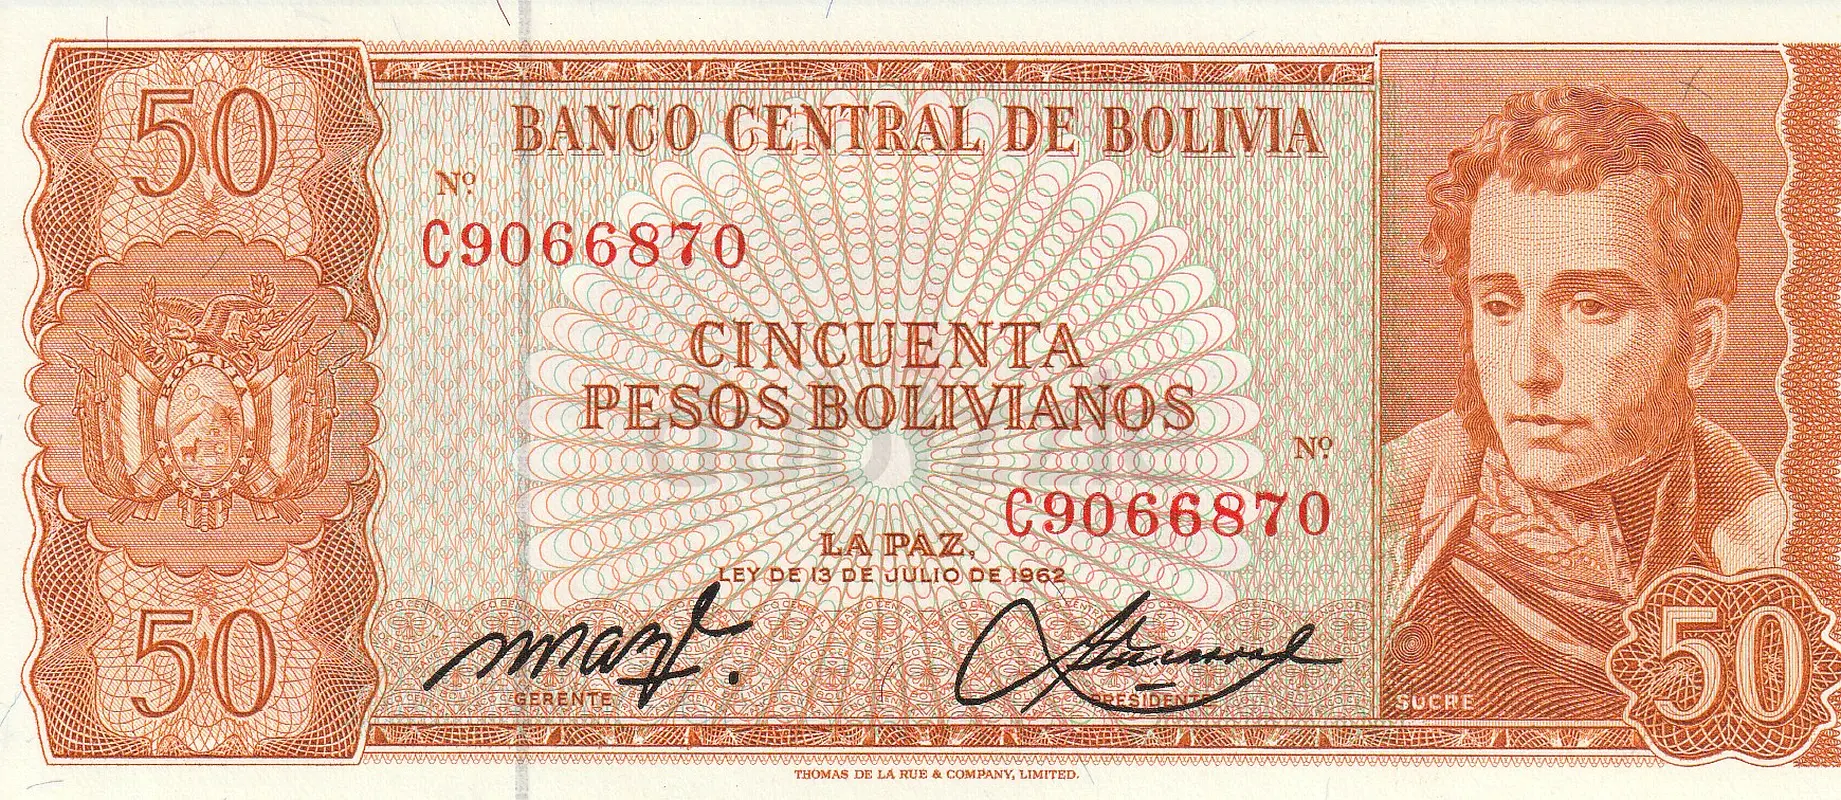 50
BANCO CENTRAL DE BOLIVIA
Nº
C9066870
BOLIVIA
CINCUENTA
PESOS BOLIVIANOS
Nº
C9066870
LA PAZ,
LEY DE 13 DE JULIO DE 1962
GERENTE
PRESIDENTE
SUCRE
50
50
THOMAS DE LA RUE & COMPANY, LIMITED.